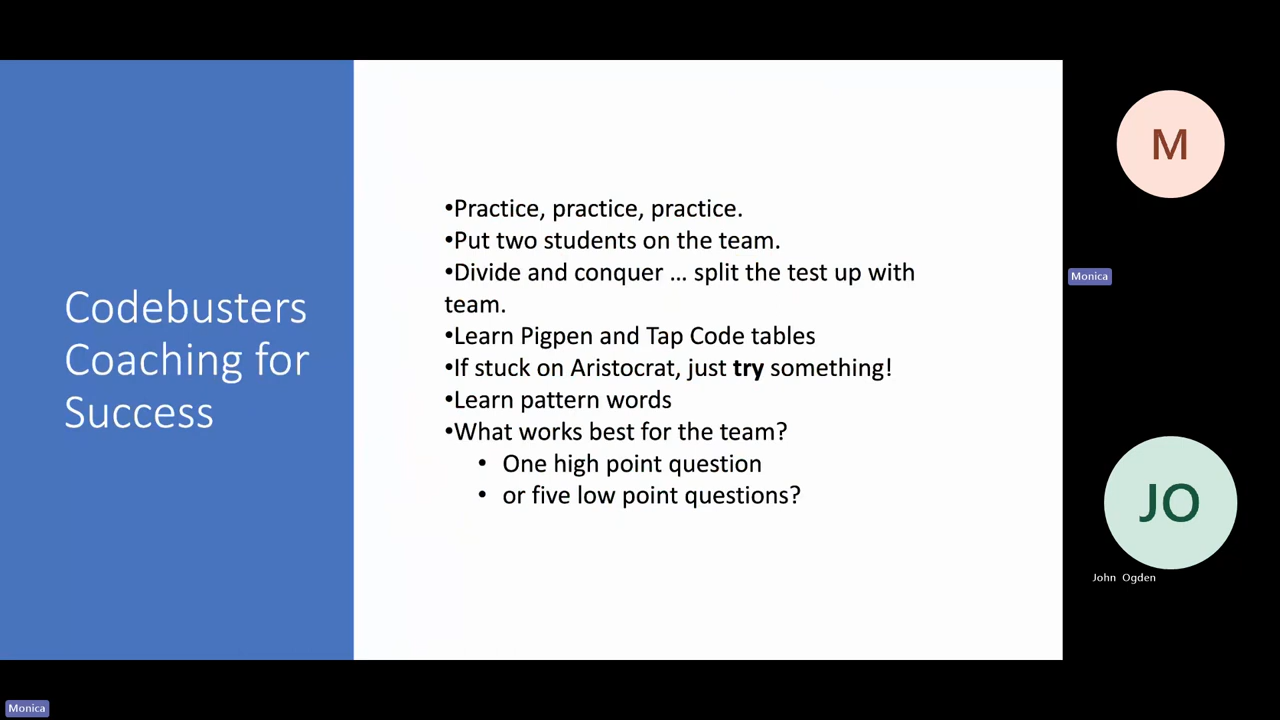 Codebusters
Coaching for
Success
•Practice, practice, practice.
•Put two students on the team.
•Divide and conquer … split the test up with
team.
•Learn Pigpen and Tap Code tables
•If stuck on Aristocrat, just try something!
•Learn pattern words
•What works best for the team?
• One high point question
• or five low point questions?
M
Monica
JO
John Ogden
Monica